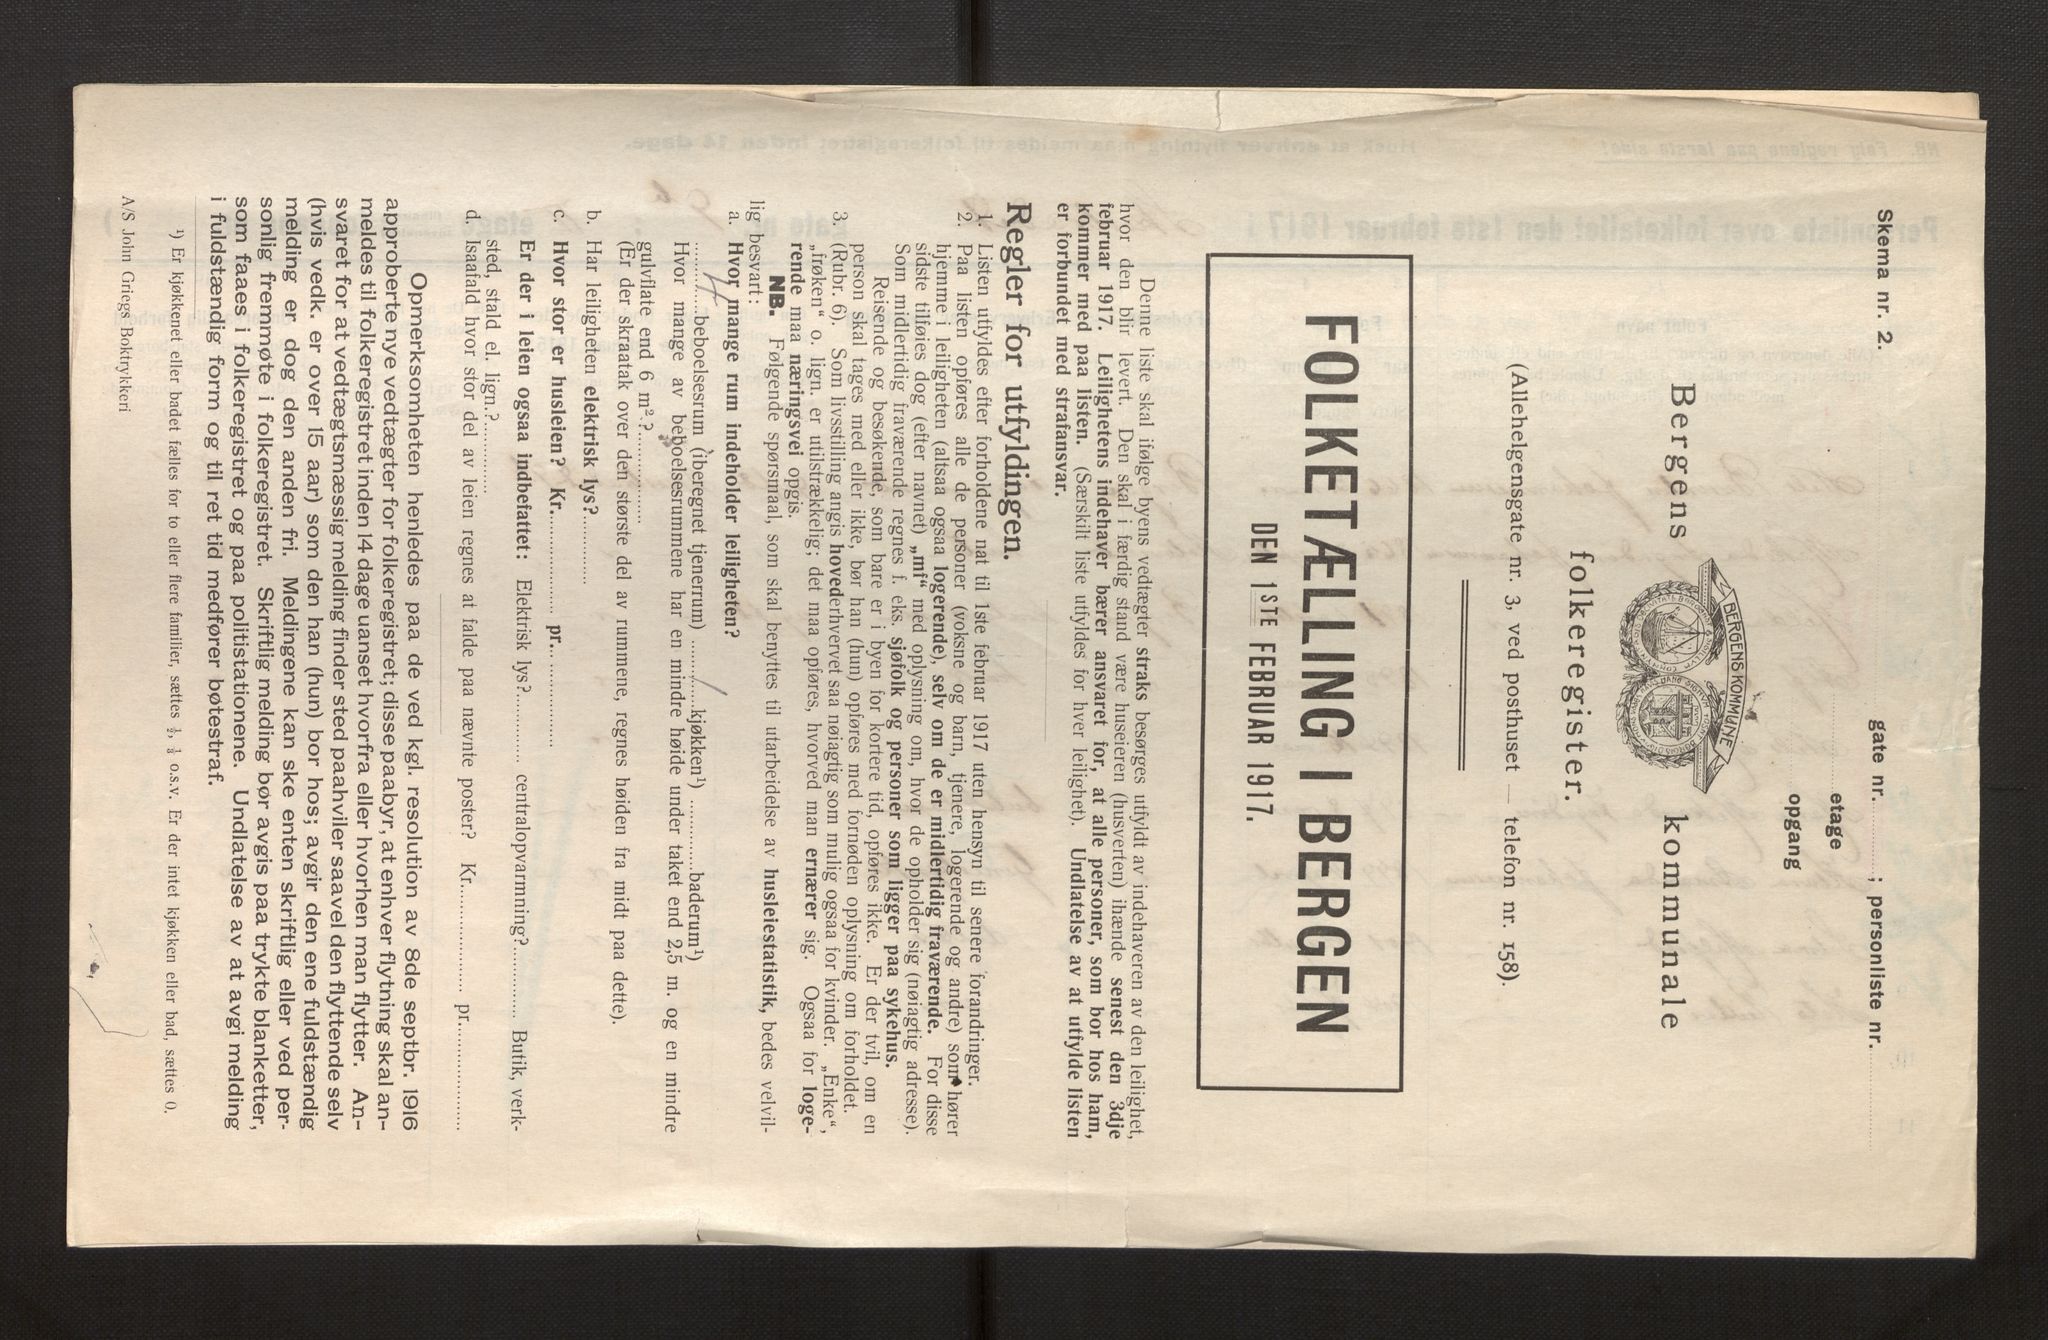 Skema nr. 2.
gate nr. ........ ; personliste nr. ........
........ etage
opgang
Bergens kommunale
BERGENS KOMMUNE
folkeregister.
(Allehelgensgate nr. 3, ved posthuset — telefon nr. 158).
FOLKETÆLLING I BERGEN
DEN 1STE FEBRUAR 1917.
Denne liste skal ifølge byens vedtægter straks besørges utfyldt av indehaveren av den leilighet,
hvor den blir levert. Den skal i færdig stand være huseieren (husverten) ihænde senest den 3dje
februar 1917. Leilighetens indehaver bærer ansvaret for, at alle personer, som bor hos ham,
kommer med paa listen. (Særskilt liste utfyldes for hver leilighet). Undlatelse av at utfylde listen
er forbundet med strafansvar.
Regler for utfyldingen.
1. Listen utfyldes efter forholdene nat til 1ste februar 1917 uten hensyn til senere forandringer.
2. Paa listen opføres alle de personer (voksne og barn, tjenere, logerende og andre) som hører
hjemme i leiligheten (altsaa ogsaa logerende), selv om de er midlertidig fraværende. For disse
sidste tilføies dog (efter navnet) „mf“ med oplysning om, hvor de opholder sig (nøiagtig adresse).
Som midlertidig fraværende regnes f. eks. sjøfolk og personer som ligger paa sykehus.
Reisende og besøkende, som bare er i byen for kortere tid, opføres ikke. Er der tvil, om en
person skal tages med eller ikke, bør han (hun) opføres med fornøden oplysning om forholdet.
3. (Rubr. 6). Som livsstilling angis hovederhvervet saa nøiagtig som mulig ogsaa for kvinder. „Enke“,
„frøken“ o. lign. er utilstrækkelig; det maa opføres, hvorved man ernærer sig. Ogsaa for loge-
rende maa næringsvei opgis.
NB. Følgende spørsmaal, som skal benyttes til utarbeidelse av husleiestatistik, bedes velvil-
lig besvart:
a. Hvor mange rum indeholder leiligheten?
4 beboelsesrum (iberegnet tjenerrum) 1 kjøkken¹) ........ baderum¹)
Hvor mange av beboelsesrummene har en mindre høide under taket end 2,5 m. og en mindre
gulvflate end 6 m².? ........
(Er der skraatak over den største del av rummene, regnes høiden fra midt paa dette).
b. Har leiligheten elektrisk lys? ........
c. Hvor stor er husleien? Kr. ........ pr. ........
Er der i leien ogsaa indbefattet: Elektrisk lys? ........ centralopvarmning? ........ Butik, verk-
sted, stald el. lign.? ........
d. Isaafald hvor stor del av leien regnes at falde paa nævnte poster? Kr. ........ pr. ........
Opmerksomheten henledes paa de ved kgl. resolution av 8de septbr. 1916
approberte nye vedtægter for folkeregistret; disse paabyr, at enhver flytning skal an-
meldes til folkeregistret inden 14 dage uanset hvorfra eller hvorhen man flytter. An-
svaret for at vedtægtsmæssig melding finder sted paahviler saavel den flyttende selv
(hvis vedk. er over 15 aar) som den han (hun) bor hos; avgir den ene fuldstændig
melding er dog den anden fri. Meldingene kan ske enten skriftlig eller ved per-
sonlig fremmøte i folkeregistret. Skriftlig melding bør avgis paa trykte blanketter,
som faaes i folkeregistret og paa politistationene. Undlatelse av at avgi melding
i fuldstændig form og til ret tid medfører bøtestraf.
¹) Er kjøkkenet eller badet fælles for to eller flere familier, sættes ½, ⅓ o.s.v. Er der intet kjøkken eller bad, sættes 0.
A/S John Griegs Boktrykkeri